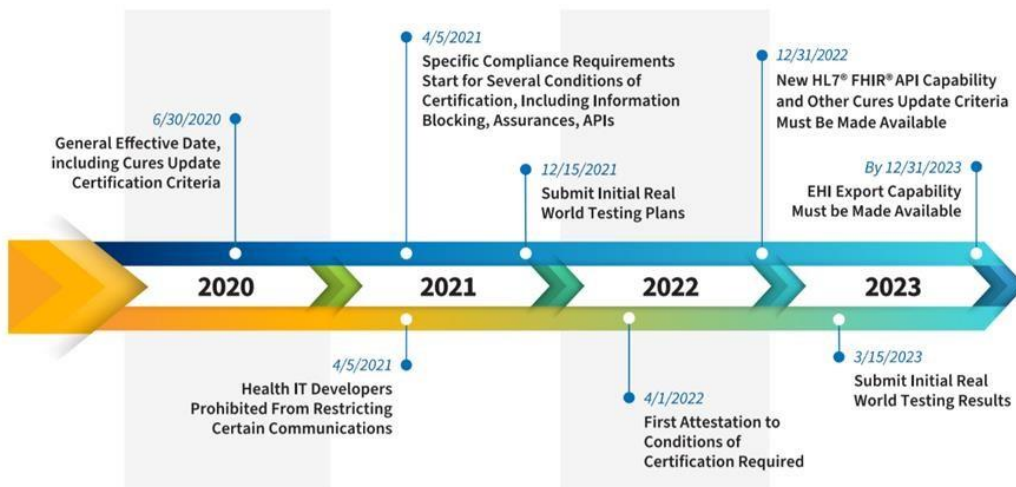 6/30/2020
General Effective Date,
including Cures Update
Certification Criteria
4/5/2021
Specific Compliance Requirements
Start for Several Conditions of
Certification, Including Information
Blocking, Assurances, APIs
12/15/2021
Submit Initial Real
World Testing Plans
12/31/2022
New HL7® FHIR® API Capability
and Other Cures Update Criteria
Must Be Made Available
By 12/31/2023
EHI Export Capability
Must be Made Available
2020
2021
2022
2023
4/5/2021
Health IT Developers
Prohibited From Restricting
Certain Communications
4/1/2022
First Attestation to
Conditions of
Certification Required
3/15/2023
Submit Initial Real
World Testing Results